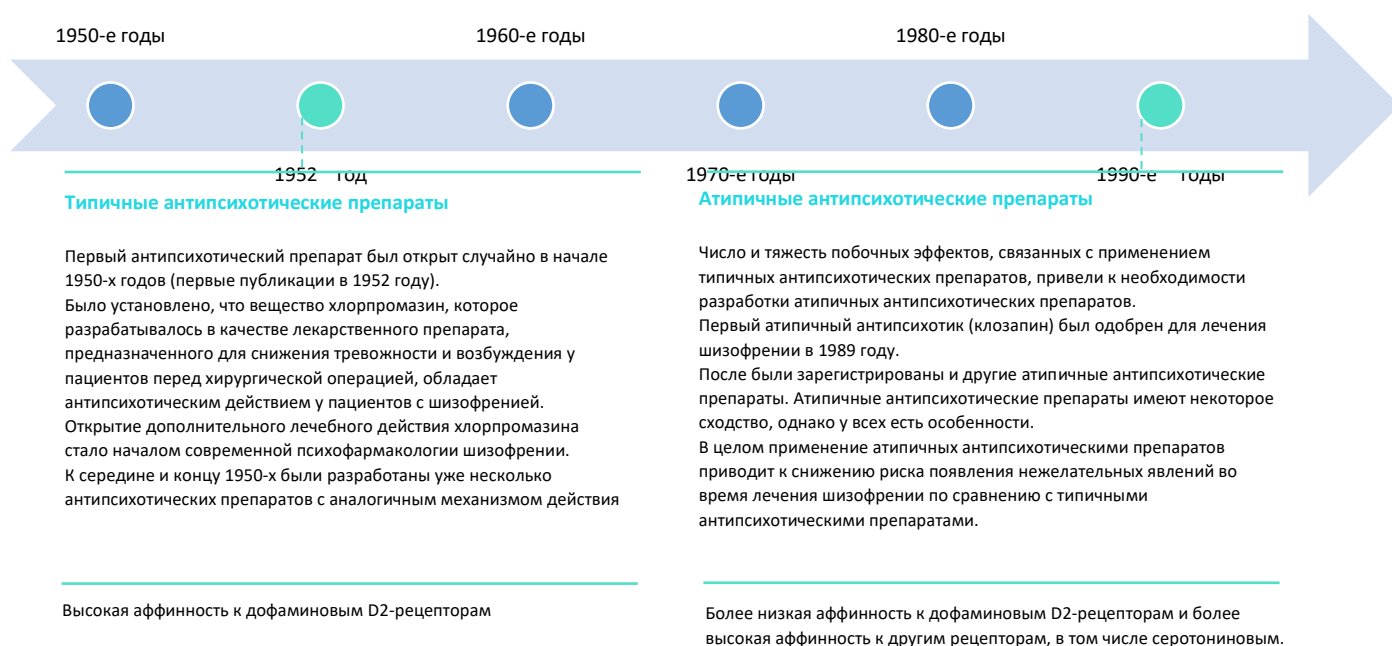 1950-е годы
1960-е годы
1980-е годы
1952 год
1970-е годы
1990-е годы
Типичные антипсихотические препараты
Первый антипсихотический препарат был открыт случайно в начале
1950-х годов (первые публикации в 1952 году).
Было установлено, что вещество хлорпромазин, которое
разрабатывалось в качестве лекарственного препарата,
предназначенного для снижения тревожности и возбуждения у
пациентов перед хирургической операцией, обладает
антипсихотическим действием у пациентов с шизофренией.
Открытие дополнительного лечебного действия хлорпромазина
стало началом современной психофармакологии шизофрении.
К середине и концу 1950-х были разработаны уже несколько
антипсихотических препаратов с аналогичным механизмом действия
Высокая аффинность к дофаминовым D2-рецепторам
Атипичные антипсихотические препараты
Число и тяжесть побочных эффектов, связанных с применением
типичных антипсихотических препаратов, привели к необходимости
разработки атипичных антипсихотических препаратов.
Первый атипичный антипсихотик (клозапин) был одобрен для лечения
шизофрении в 1989 году.
После были зарегистрированы и другие атипичные антипсихотические
препараты. Атипичные антипсихотические препараты имеют некоторое
сходство, однако у всех есть особенности.
В целом применение атипичных антипсихотическими препаратов
приводит к снижению риска появления нежелательных явлений во
время лечения шизофрении по сравнению с типичными
антипсихотическими препаратами.
Более низкая аффинность к дофаминовым D2-рецепторам и более
высокая аффинность к другим рецепторам, в том числе серотониновым.